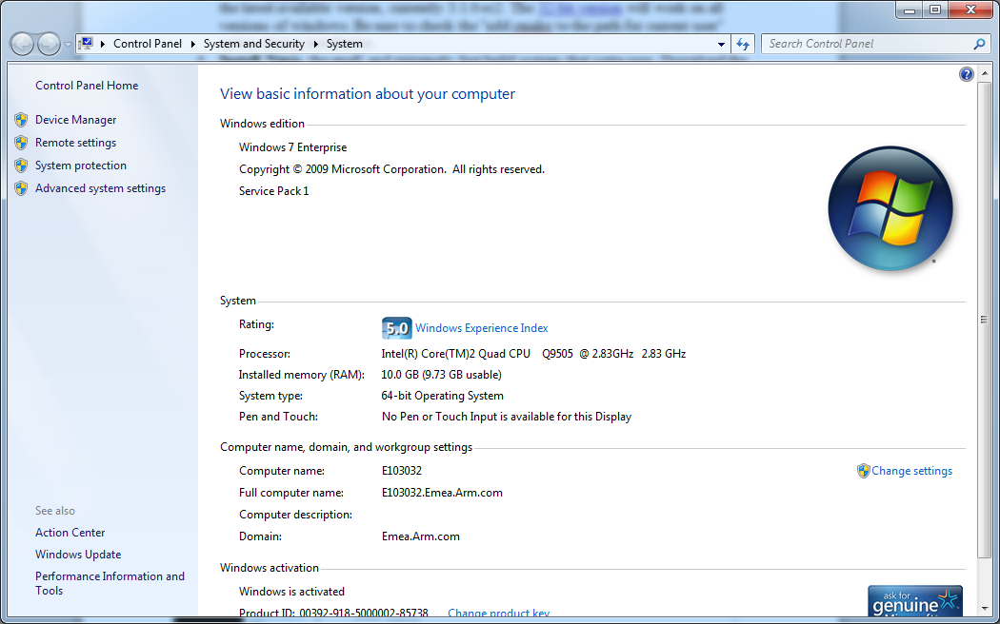 the latest available version, currently 3.1.0-rc2. The 32 bit version will work on all
versions of windows. Be sure to check the "add cmake to the path for current user"
Control Panel ▸ System and Security ▸ System
Search Control Panel
Control Panel Home
Device Manager
Remote settings
System protection
Advanced system settings
See also
Action Center
Windows Update
Performance Information and
Tools
View basic information about your computer
Windows edition
Windows 7 Enterprise
Copyright © 2009 Microsoft Corporation. All rights reserved.
Service Pack 1
System
Rating: 5.0 Windows Experience Index
Processor: Intel(R) Core(TM)2 Quad CPU Q9505 @ 2.83GHz 2.83 GHz
Installed memory (RAM): 10.0 GB (9.73 GB usable)
System type: 64-bit Operating System
Pen and Touch: No Pen or Touch Input is available for this Display
Computer name, domain, and workgroup settings
Computer name: E103032 Change settings
Full computer name: E103032.Emea.Arm.com
Computer description:
Domain: Emea.Arm.com
Windows activation
Windows is activated
Product ID: 00392-918-5000002-85738 Change product key
ask for
genuine